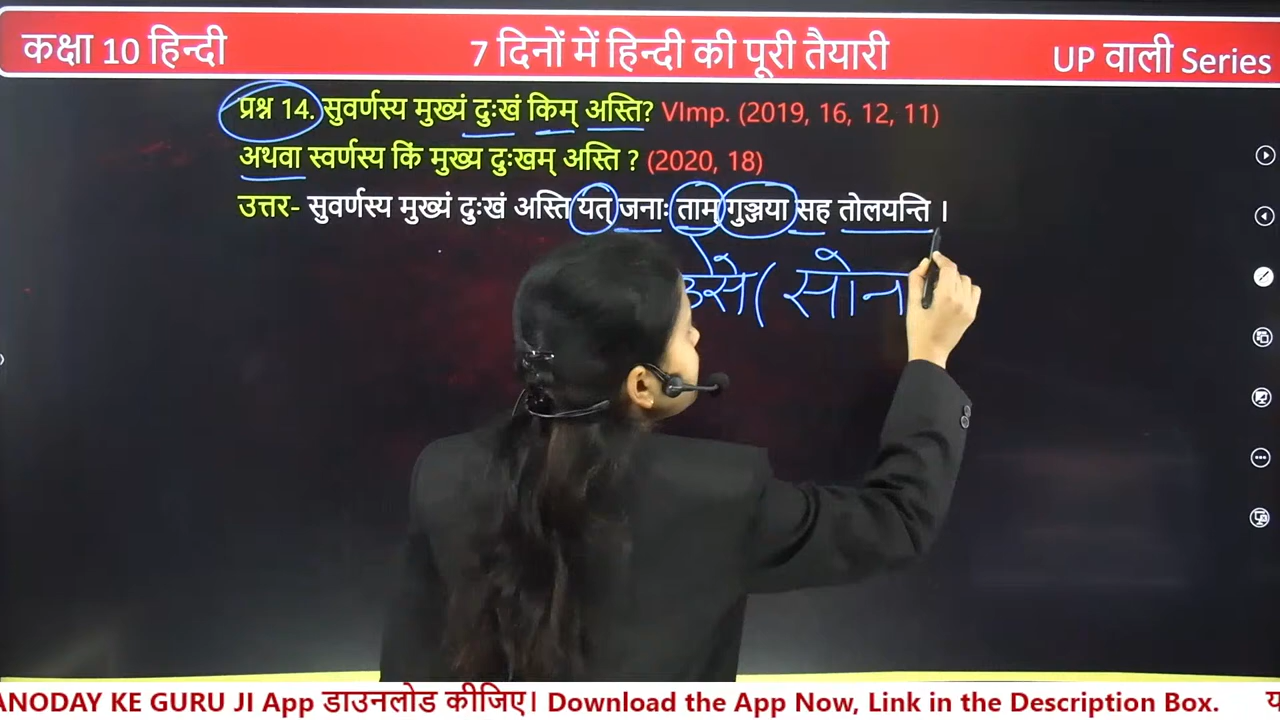 कक्षा 10 हिन्दी 7 दिनों में हिन्दी की पूरी तैयारी UP वाली Series
प्रश्न 14. सुवर्णस्य मुख्यं दुःखं किम् अस्ति? VImp. (2019, 16, 12, 11)
अथवा स्वर्णस्य किं मुख्य दुःखम् अस्ति ? (2020, 18)
उत्तर- सुवर्णस्य मुख्यं दुःखं अस्ति यत् जनाः ताम् गुञ्जया सह तोलयन्ति ।
उसे ( सोन
ANODAY KE GURU JI App डाउनलोड कीजिए। Download the App Now, Link in the Description Box. य